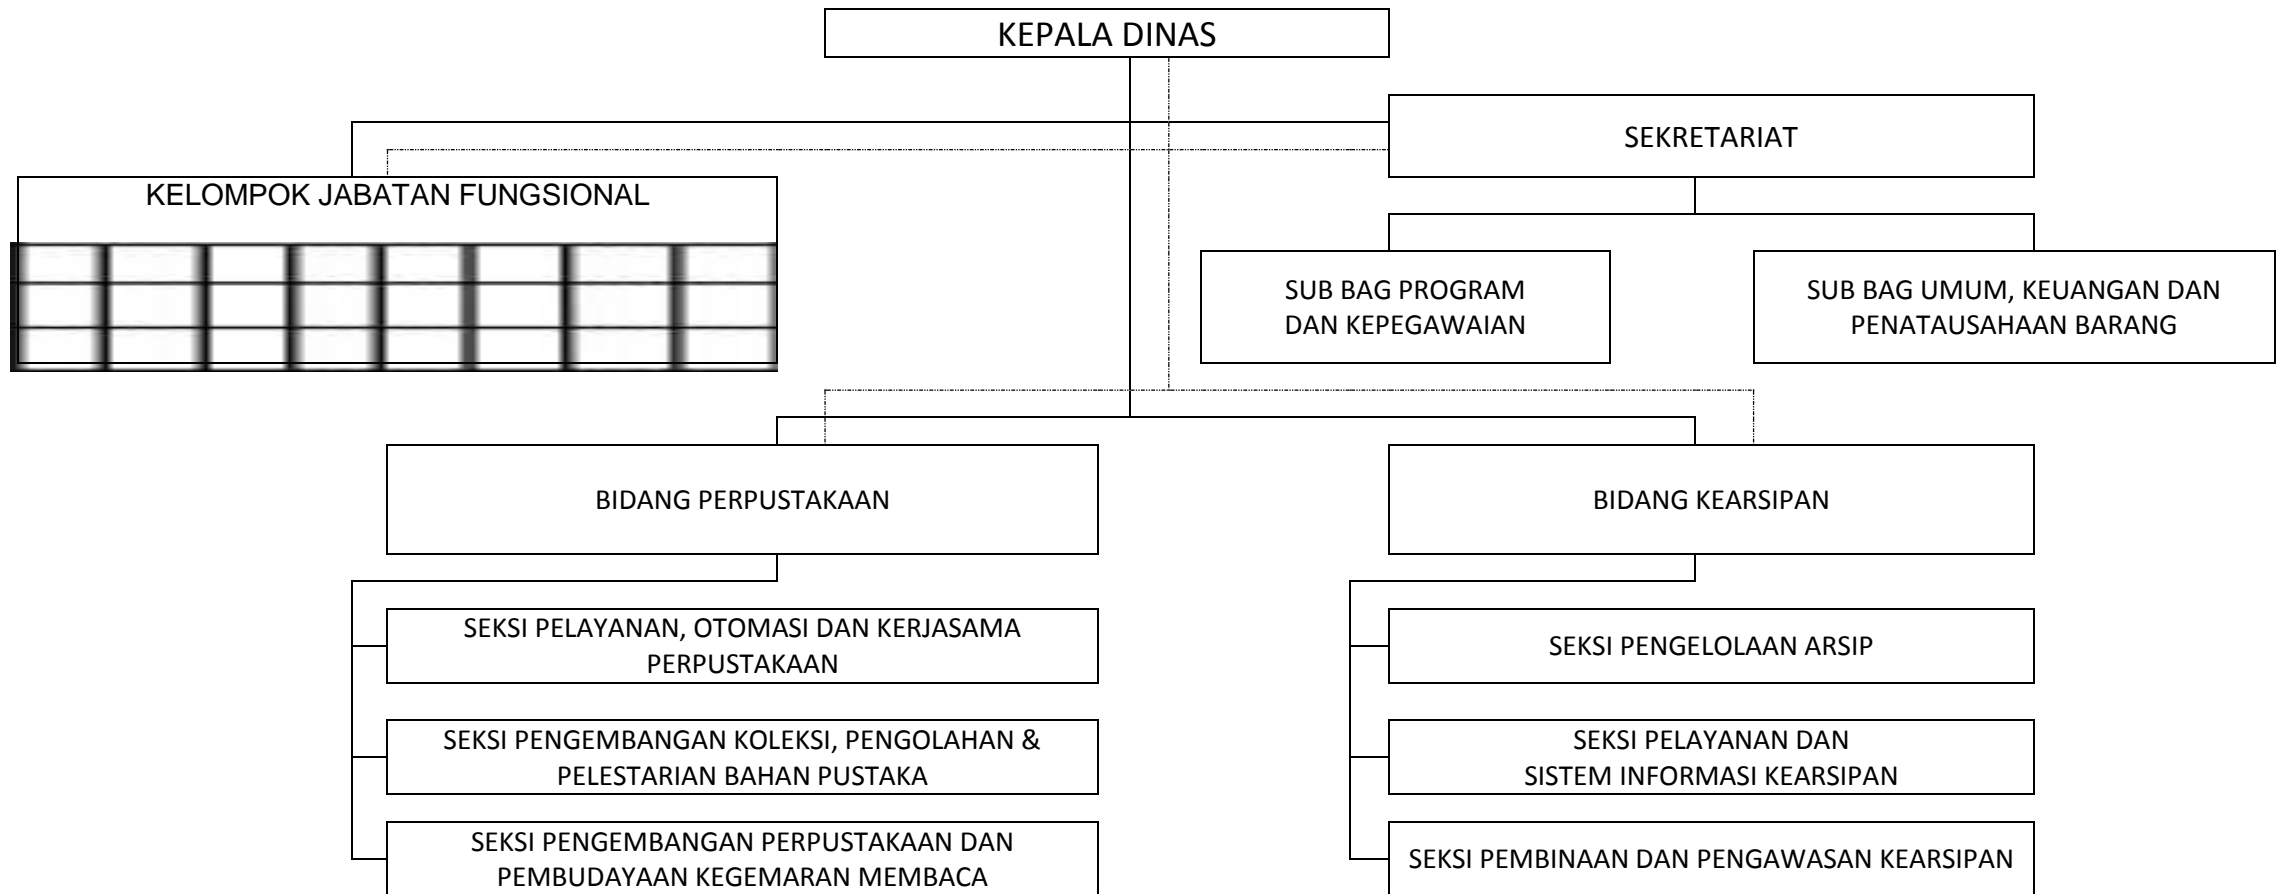 KEPALA DINAS
SEKRETARIAT
KELOMPOK JABATAN FUNGSIONAL
SUB BAG PROGRAM
DAN KEPEGAWAIAN
SUB BAG UMUM, KEUANGAN DAN
PENATAUSAHAAN BARANG
BIDANG PERPUSTAKAAN
BIDANG KEARSIPAN
SEKSI PELAYANAN, OTOMASI DAN KERJASAMA
PERPUSTAKAAN
SEKSI PENGELOLAAN ARSIP
SEKSI PENGEMBANGAN KOLEKSI, PENGOLAHAN &
PELESTARIAN BAHAN PUSTAKA
SEKSI PELAYANAN DAN
SISTEM INFORMASI KEARSIPAN
SEKSI PENGEMBANGAN PERPUSTAKAAN DAN
PEMBUDAYAAN KEGEMARAN MEMBACA
SEKSI PEMBINAAN DAN PENGAWASAN KEARSIPAN